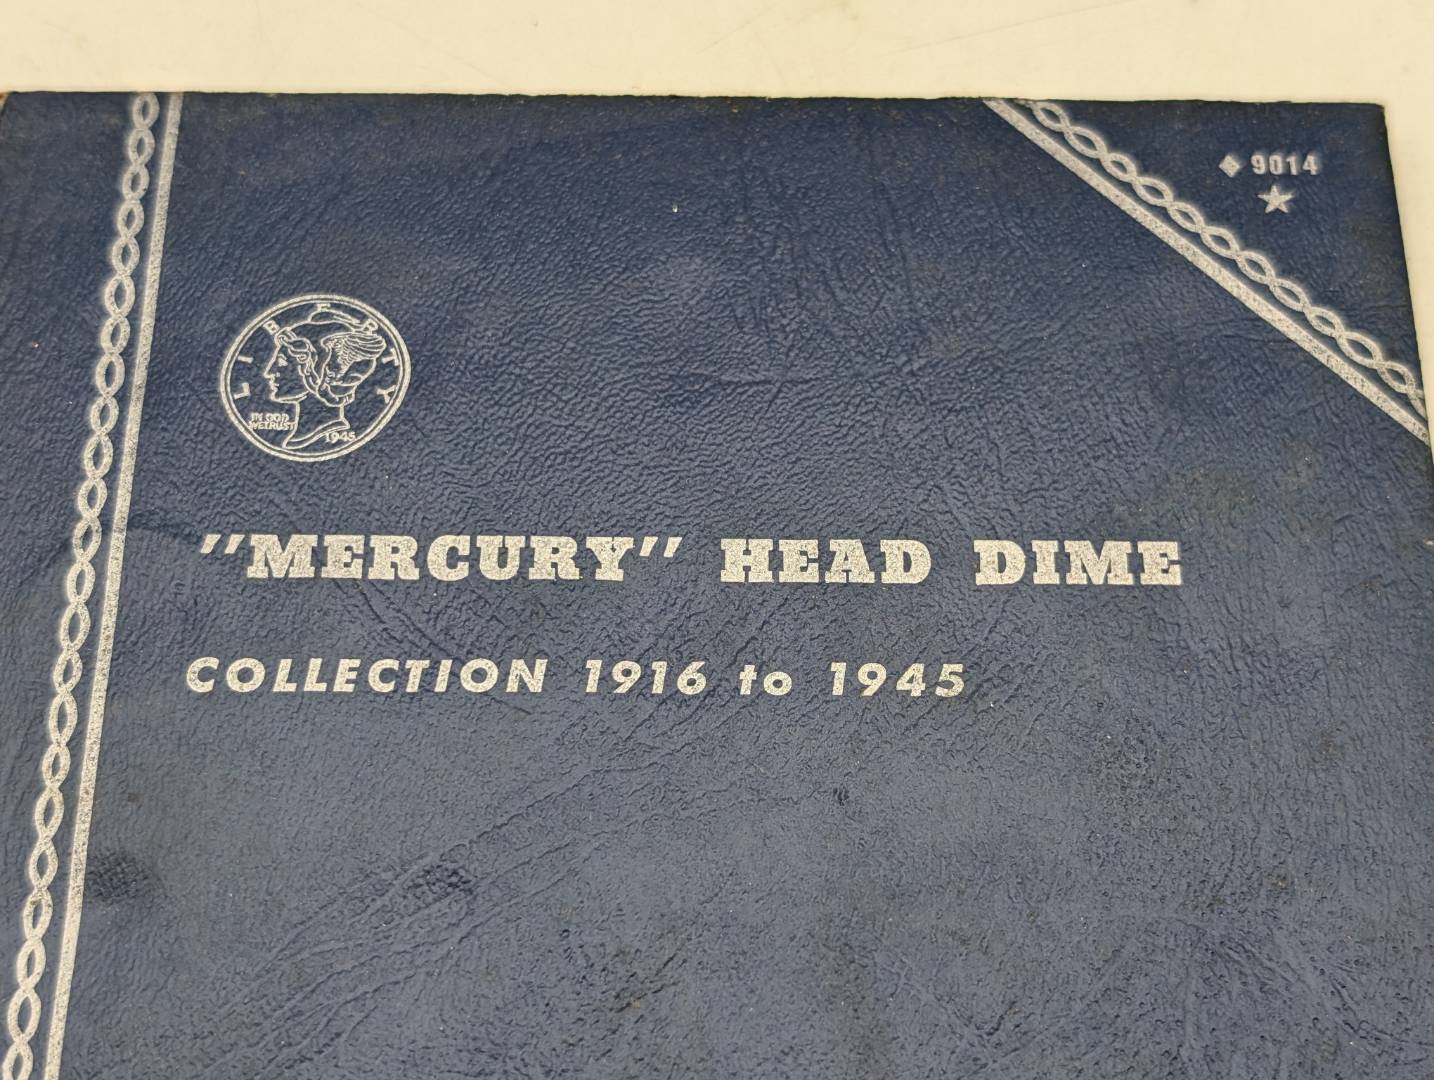 ◆ 9014
★
LIBERTY
IN GOD
WE TRUST
1945
"MERCURY" HEAD DIME
COLLECTION 1916 to 1945